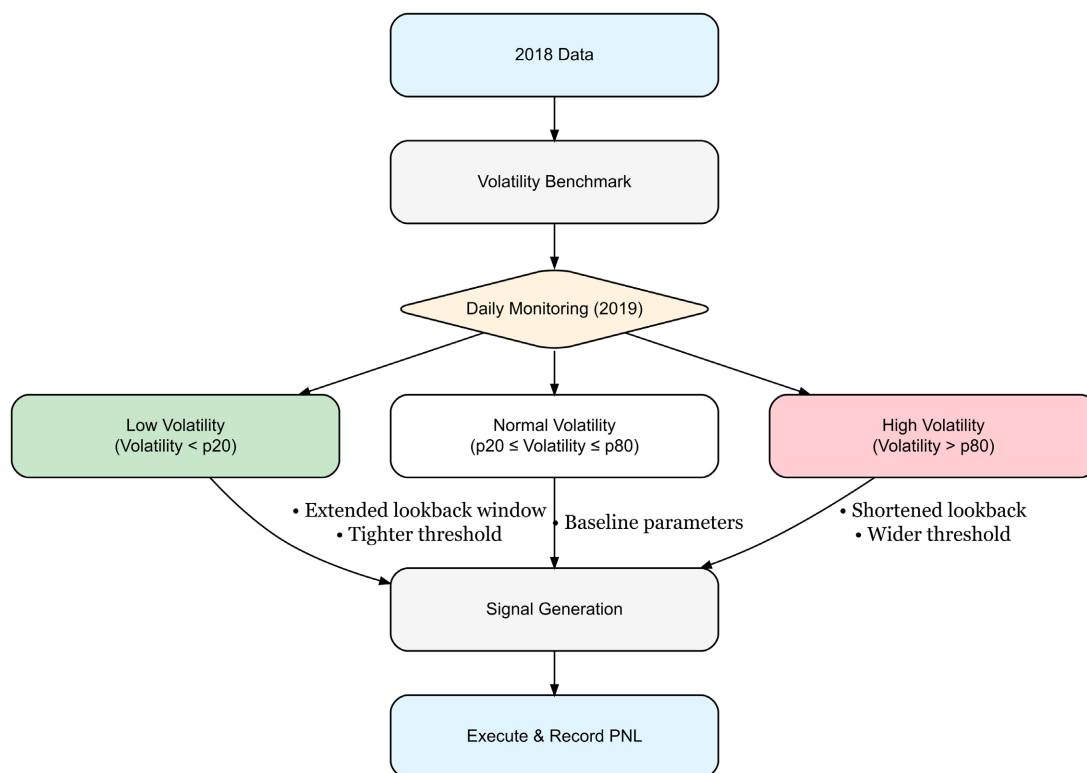 2018 Data
Volatility Benchmark
Daily Monitoring (2019)
Low Volatility
(Volatility < p20)
Normal Volatility
(p20 ≤ Volatility ≤ p80)
High Volatility
(Volatility > p80)
• Extended lookback window
• Tighter threshold
• Baseline parameters
• Shortened lookback
• Wider threshold
Signal Generation
Execute & Record PNL